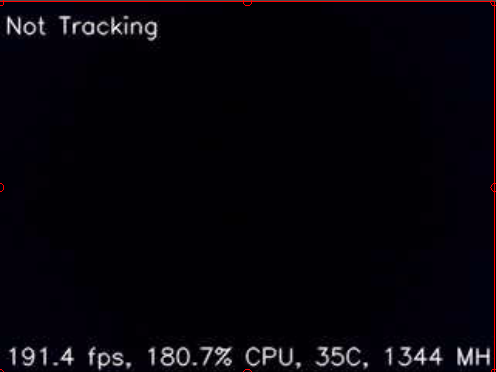 Not Tracking
191.4 fps, 180.7% CPU, 35C, 1344 MH